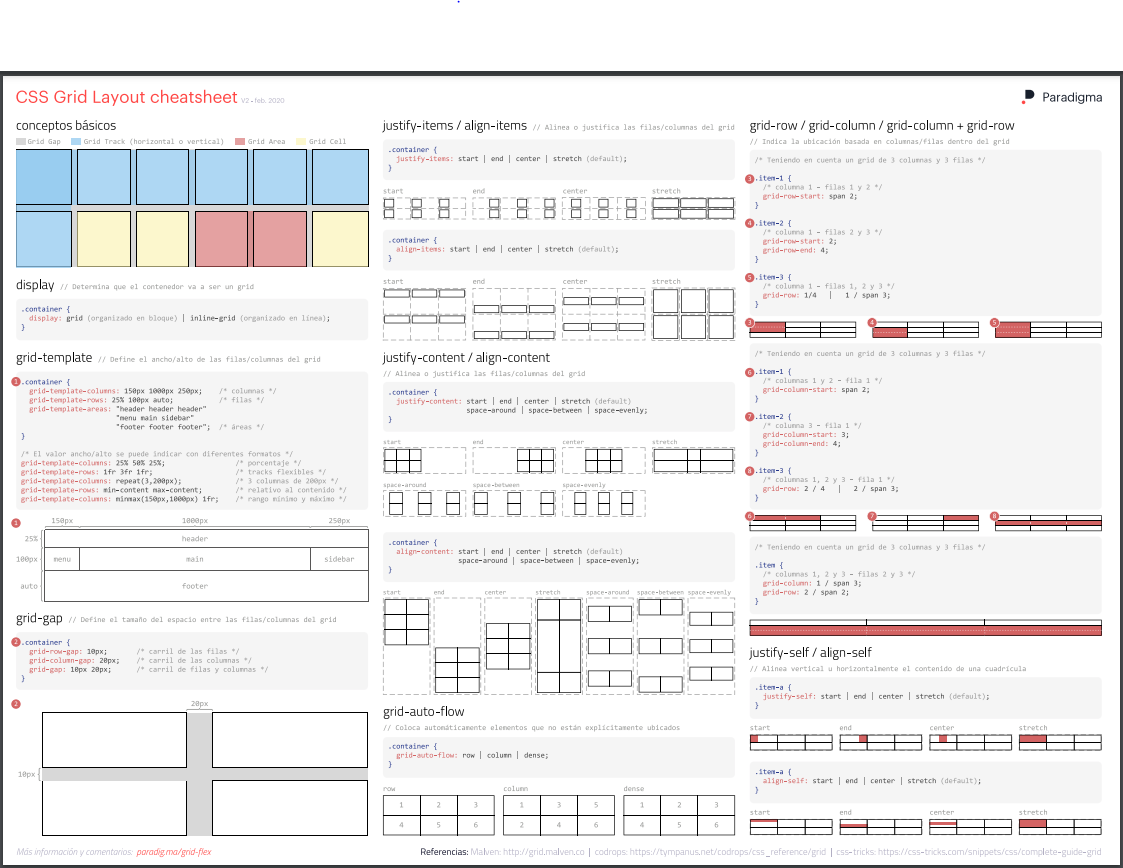 CSS Grid Layout cheatsheet V2 - feb. 2020
Paradigma
conceptos básicos
Grid Gap Grid Track (horizontal o vertical) Grid Area Grid Cell
display // Determina que el contenedor va a ser un grid
.container {
display: grid (organizado en bloque) | inline-grid (organizado en línea);
}
grid-template // Define el ancho/alto de las filas/columnas del grid
1 .container {
grid-template-columns: 150px 1000px 250px; /* columnas */
grid-template-rows: 25% 100px auto; /* filas */
grid-template-areas: "header header header"
"menu main sidebar"
"footer footer footer"; /* áreas */
}
/* El valor ancho/alto se puede indicar con diferentes formatos */
grid-template-columns: 25% 50% 25%; /* porcentaje */
grid-template-rows: 1fr 3fr 1fr; /* tracks flexibles */
grid-template-columns: repeat(3,200px); /* 3 columnas de 200px */
grid-template-rows: min-content max-content; /* relativo al contenido */
grid-template-columns: minmax(150px,1000px) 1fr; /* rango mínimo y máximo */
1 150px 1000px 250px
25% header
100px menu main sidebar
auto footer
grid-gap // Define el tamaño del espacio entre las filas/columnas del grid
2 .container {
grid-row-gap: 10px; /* carril de las filas */
grid-column-gap: 20px; /* carril de las columnas */
grid-gap: 10px 20px; /* carril de filas y columnas */
}
2 20px
10px
justify-items / align-items // Alinea o justifica las filas/columnas del grid
.container {
justify-items: start | end | center | stretch (default);
}
start end center stretch
.container {
align-items: start | end | center | stretch (default);
}
start end center stretch
justify-content / align-content
// Alinea o justifica las filas/columnas del grid
.container {
justify-content: start | end | center | stretch (default)
space-around | space-between | space-evenly;
}
start end center stretch
space-around space-between space-evenly
.container {
align-content: start | end | center | stretch (default)
space-around | space-between | space-evenly;
}
start end center stretch space-around space-between space-evenly
grid-auto-flow
// Coloca automáticamente elementos que no están explícitamente ubicados
.container {
grid-auto-flow: row | column | dense;
}
row column dense
1 2 3 1 3 5 1 2 3
4 5 6 2 4 6 4 5 6
grid-row / grid-column / grid-column + grid-row
// Indica la ubicación basada en columnas/filas dentro del grid
/* Teniendo en cuenta un grid de 3 columnas y 3 filas */
3 .item-1 {
/* columna 1 - filas 1 y 2 */
grid-row-start: span 2;
}
4 .item-2 {
/* columna 1 - filas 2 y 3 */
grid-row-start: 2;
grid-row-end: 4;
}
5 .item-3 {
/* columna 1 - filas 1, 2 y 3 */
grid-row: 1/4 | 1 / span 3;
}
3 4 5
/* Teniendo en cuenta un grid de 3 columnas y 3 filas */
6 .item-1 {
/* columnas 1 y 2 - fila 1 */
grid-column-start: span 2;
}
7 .item-2 {
/* columna 3 - fila 1 */
grid-column-start: 3;
grid-column-end: 4;
}
8 .item-3 {
/* columnas 1, 2 y 3 - fila 2 */
grid-row: 2 / 4 | 2 / span 3;
}
6 7 8
/* Teniendo en cuenta un grid de 3 columnas y 3 filas */
.item {
/* columnas 1, 2 y 3 - filas 2 y 3 */
grid-column: 1 / span 3;
grid-row: 2 / span 2;
}
justify-self / align-self
// Alinea vertical u horizontalmente el contenido de una cuadrícula
.item-a {
justify-self: start | end | center | stretch (default);
}
start end center stretch
.item-a {
align-self: start | end | center | stretch (default);
}
start end center stretch
Más información y comentarios: paradig.ma/grid-flex
Referencias: Malven: http://grid.malven.co | codrops: https://tympanus.net/codrops/css_reference/grid | css-tricks: https://css-tricks.com/snippets/css/complete-guide-grid